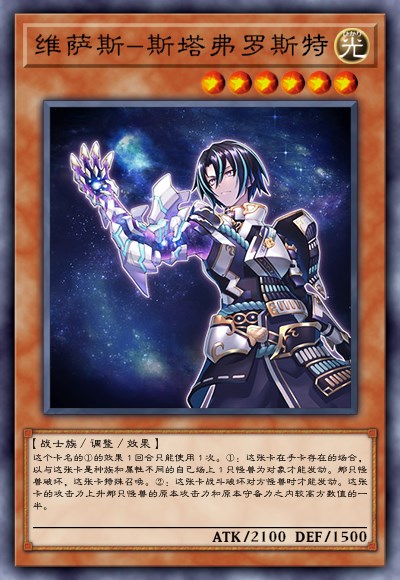 维萨斯-斯塔弗罗斯特
光
【战士族/调整/效果】
这个卡名的①的效果1回合只能使用1次。①:这张卡在手卡存在的场合,
以与这张卡是种族和属性不同的自己场上1只怪兽为对象才能发动。那只怪
兽破坏,这张卡特殊召唤。②:这张卡战斗破坏对方怪兽时才能发动。这张
卡的攻击力上升那只怪兽的原本攻击力和原本守备力之内较高方数值的一
半。
ATK/2100 DEF/1500